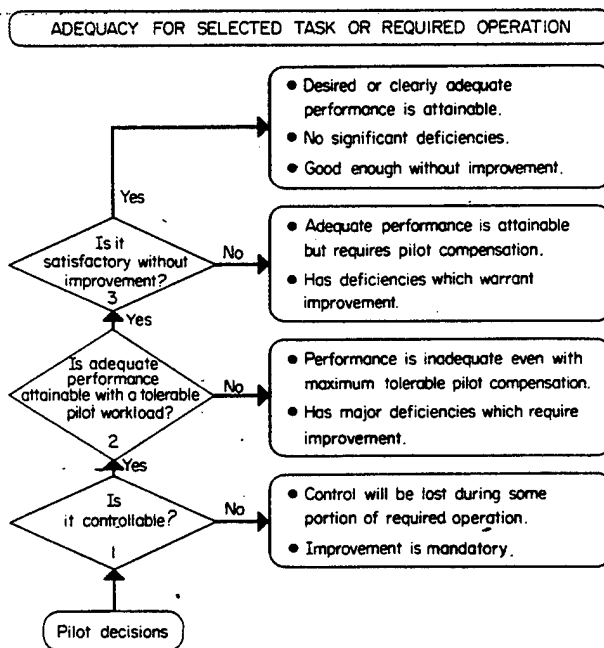 ADEQUACY FOR SELECTED TASK OR REQUIRED OPERATION
● Desired or clearly adequate
performance is attainable.
● No significant deficiencies.
● Good enough without improvement.
Yes
Is it
satisfactory without
improvement?
3
No
● Adequate performance is attainable
but requires pilot compensation.
● Has deficiencies which warrant
improvement.
Yes
Is adequate
performance
attainable with a tolerable
pilot workload?
2
No
● Performance is inadequate even with
maximum tolerable pilot compensation.
● Has major deficiencies which require
improvement.
Yes
Is
it controllable?
1
No
● Control will be lost during some
portion of required operation.
● Improvement is mandatory.
Pilot decisions